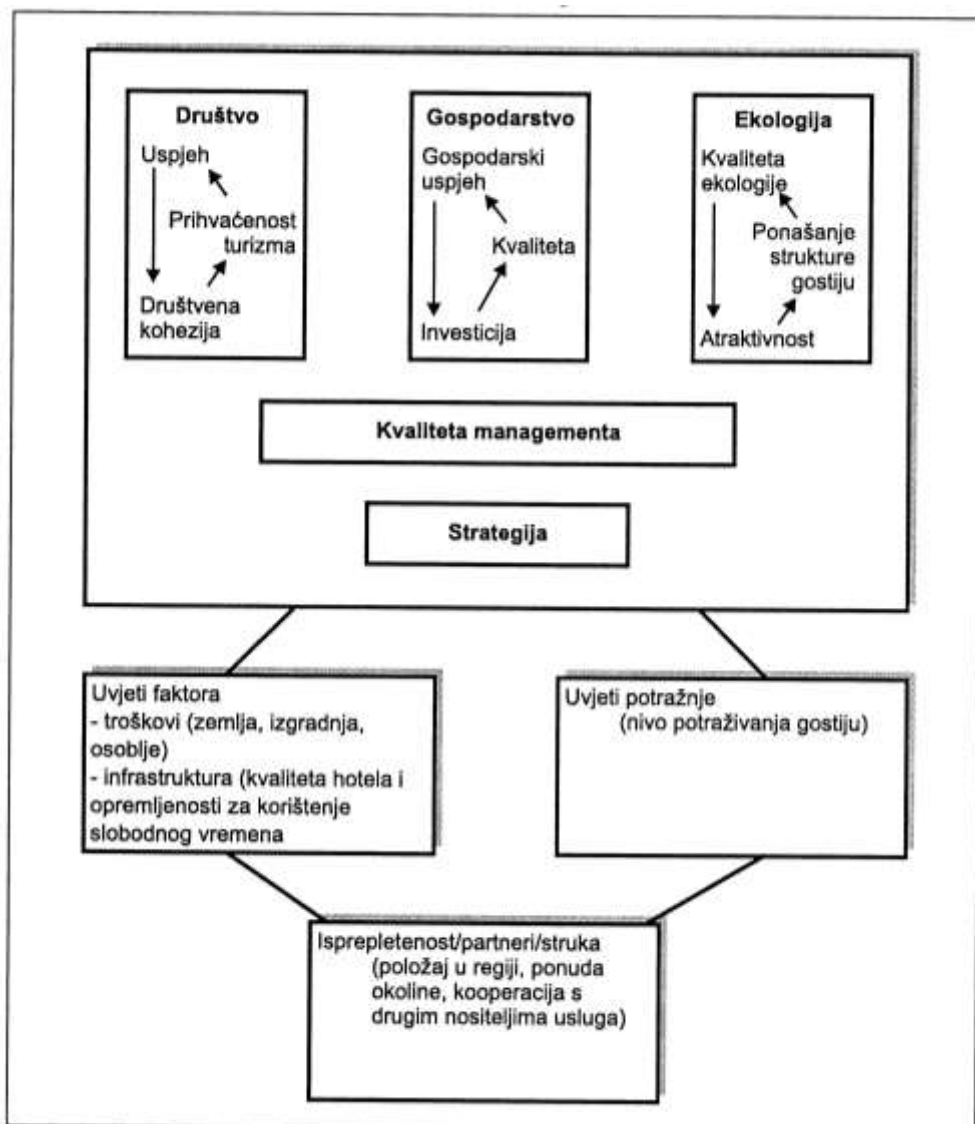 Društvo
Uspjeh
Prihvaćenost
turizma
Društvena
kohezija
Gospodarstvo
Gospodarski
uspjeh
Kvaliteta
Investicija
Ekologija
Kvaliteta
ekologije
Ponašanje
strukture
gostiju
Atraktivnost
Kvaliteta managementa
Strategija
Uvjeti faktora
- troškovi (zemlja, izgradnja,
osoblje)
- infrastruktura (kvaliteta hotela i
opremljenosti za korištenje
slobodnog vremena
Uvjeti potražnje
(nivo potraživanja gostiju)
Isprepletenost/partneri/struka
(položaj u regiji, ponuda
okoline, kooperacija s
drugim nositeljima usluga)